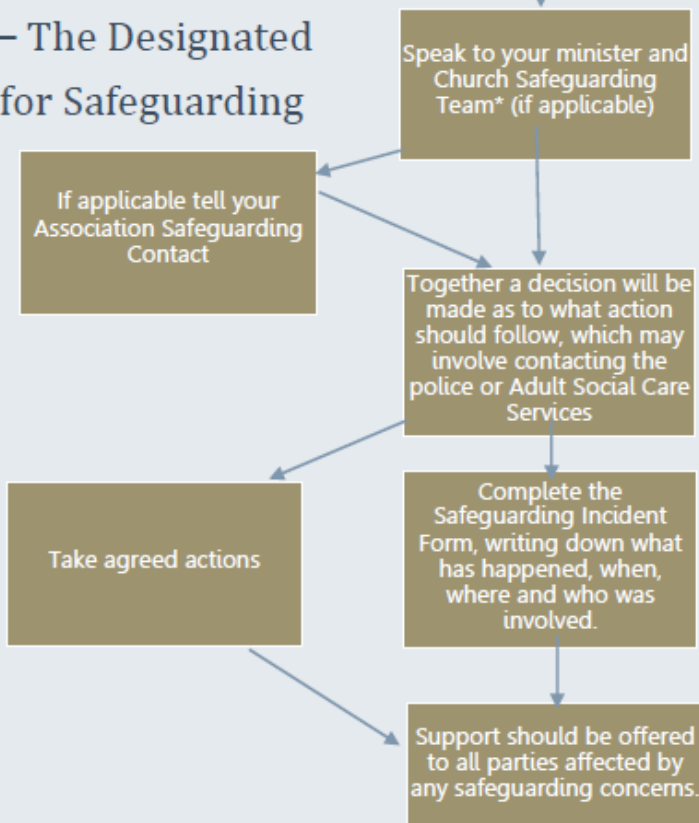 – The Designated
for Safeguarding
Speak to your minister and
Church Safeguarding
Team* (if applicable)
If applicable tell your
Association Safeguarding
Contact
Together a decision will be
made as to what action
should follow, which may
involve contacting the
police or Adult Social Care
Services
Take agreed actions
Complete the
Safeguarding Incident
Form, writing down what
has happened, when,
where and who was
involved.
Support should be offered
to all parties affected by
any safeguarding concerns.